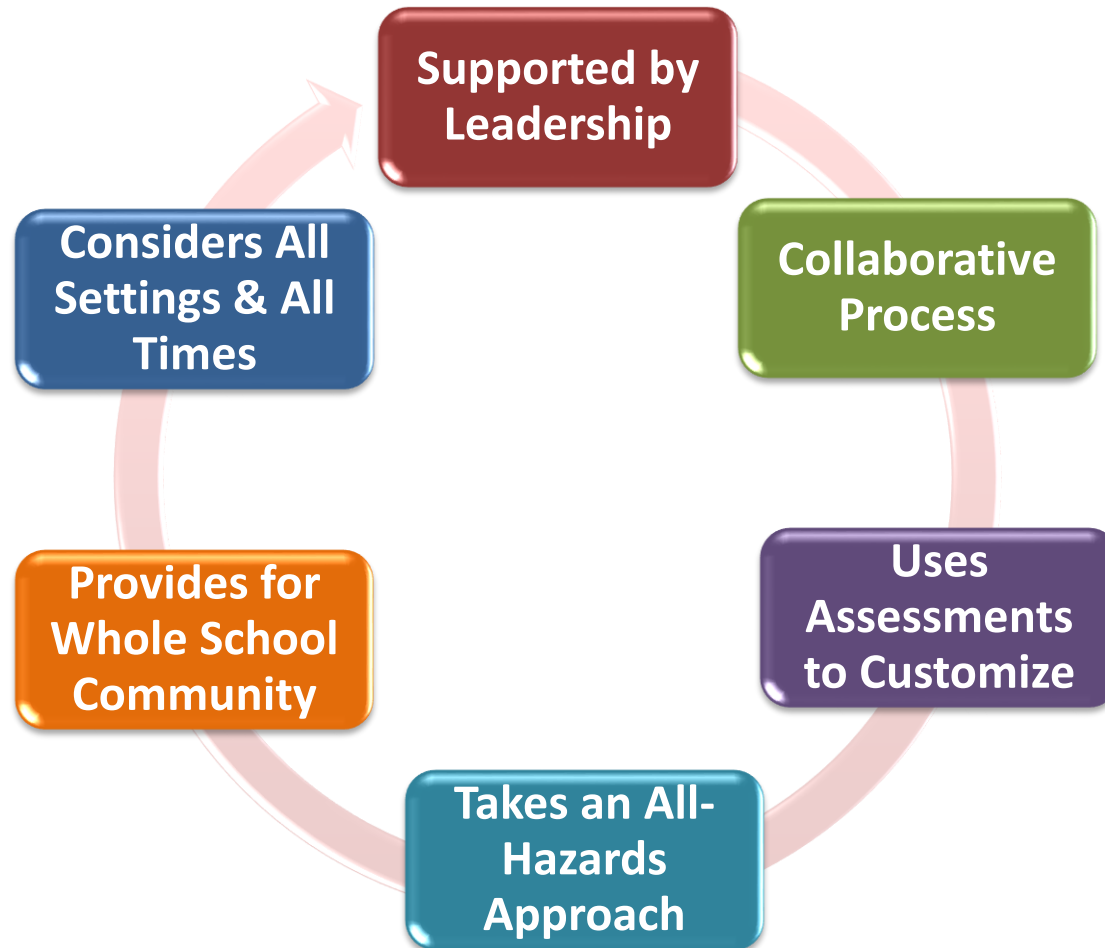 Supported by
Leadership
Collaborative
Process
Uses
Assessments
to Customize
Takes an All-
Hazards
Approach
Provides for
Whole School
Community
Considers All
Settings & All
Times